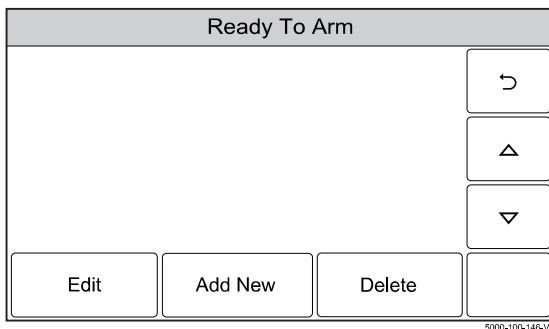 Ready To Arm
Edit
Add New
Delete
5000-100-146-V